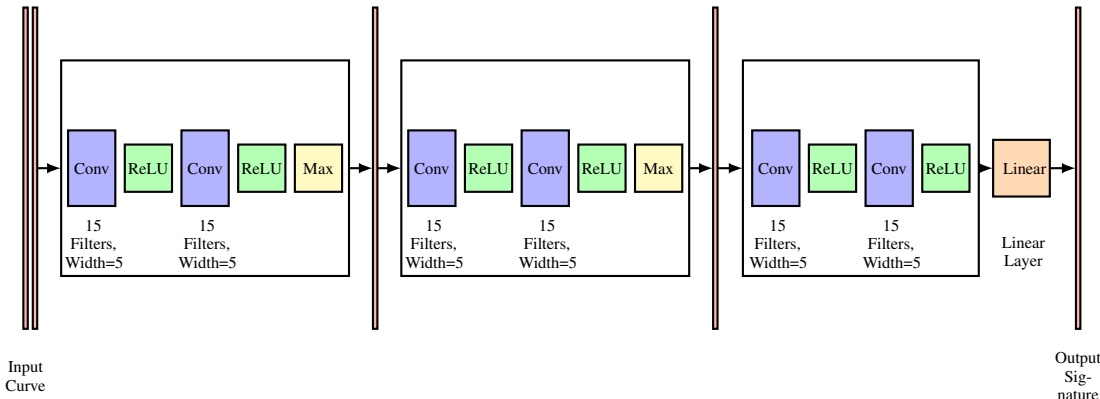 Conv ReLU Conv ReLU Max Conv ReLU Conv ReLU Max Conv ReLU Conv ReLU Linear
15 15 15 15 15 15
Filters, Filters, Filters, Filters, Filters, Filters, Linear
Width=5 Width=5 Width=5 Width=5 Width=5 Width=5 Layer
Input Output
Curve Sig-
nature